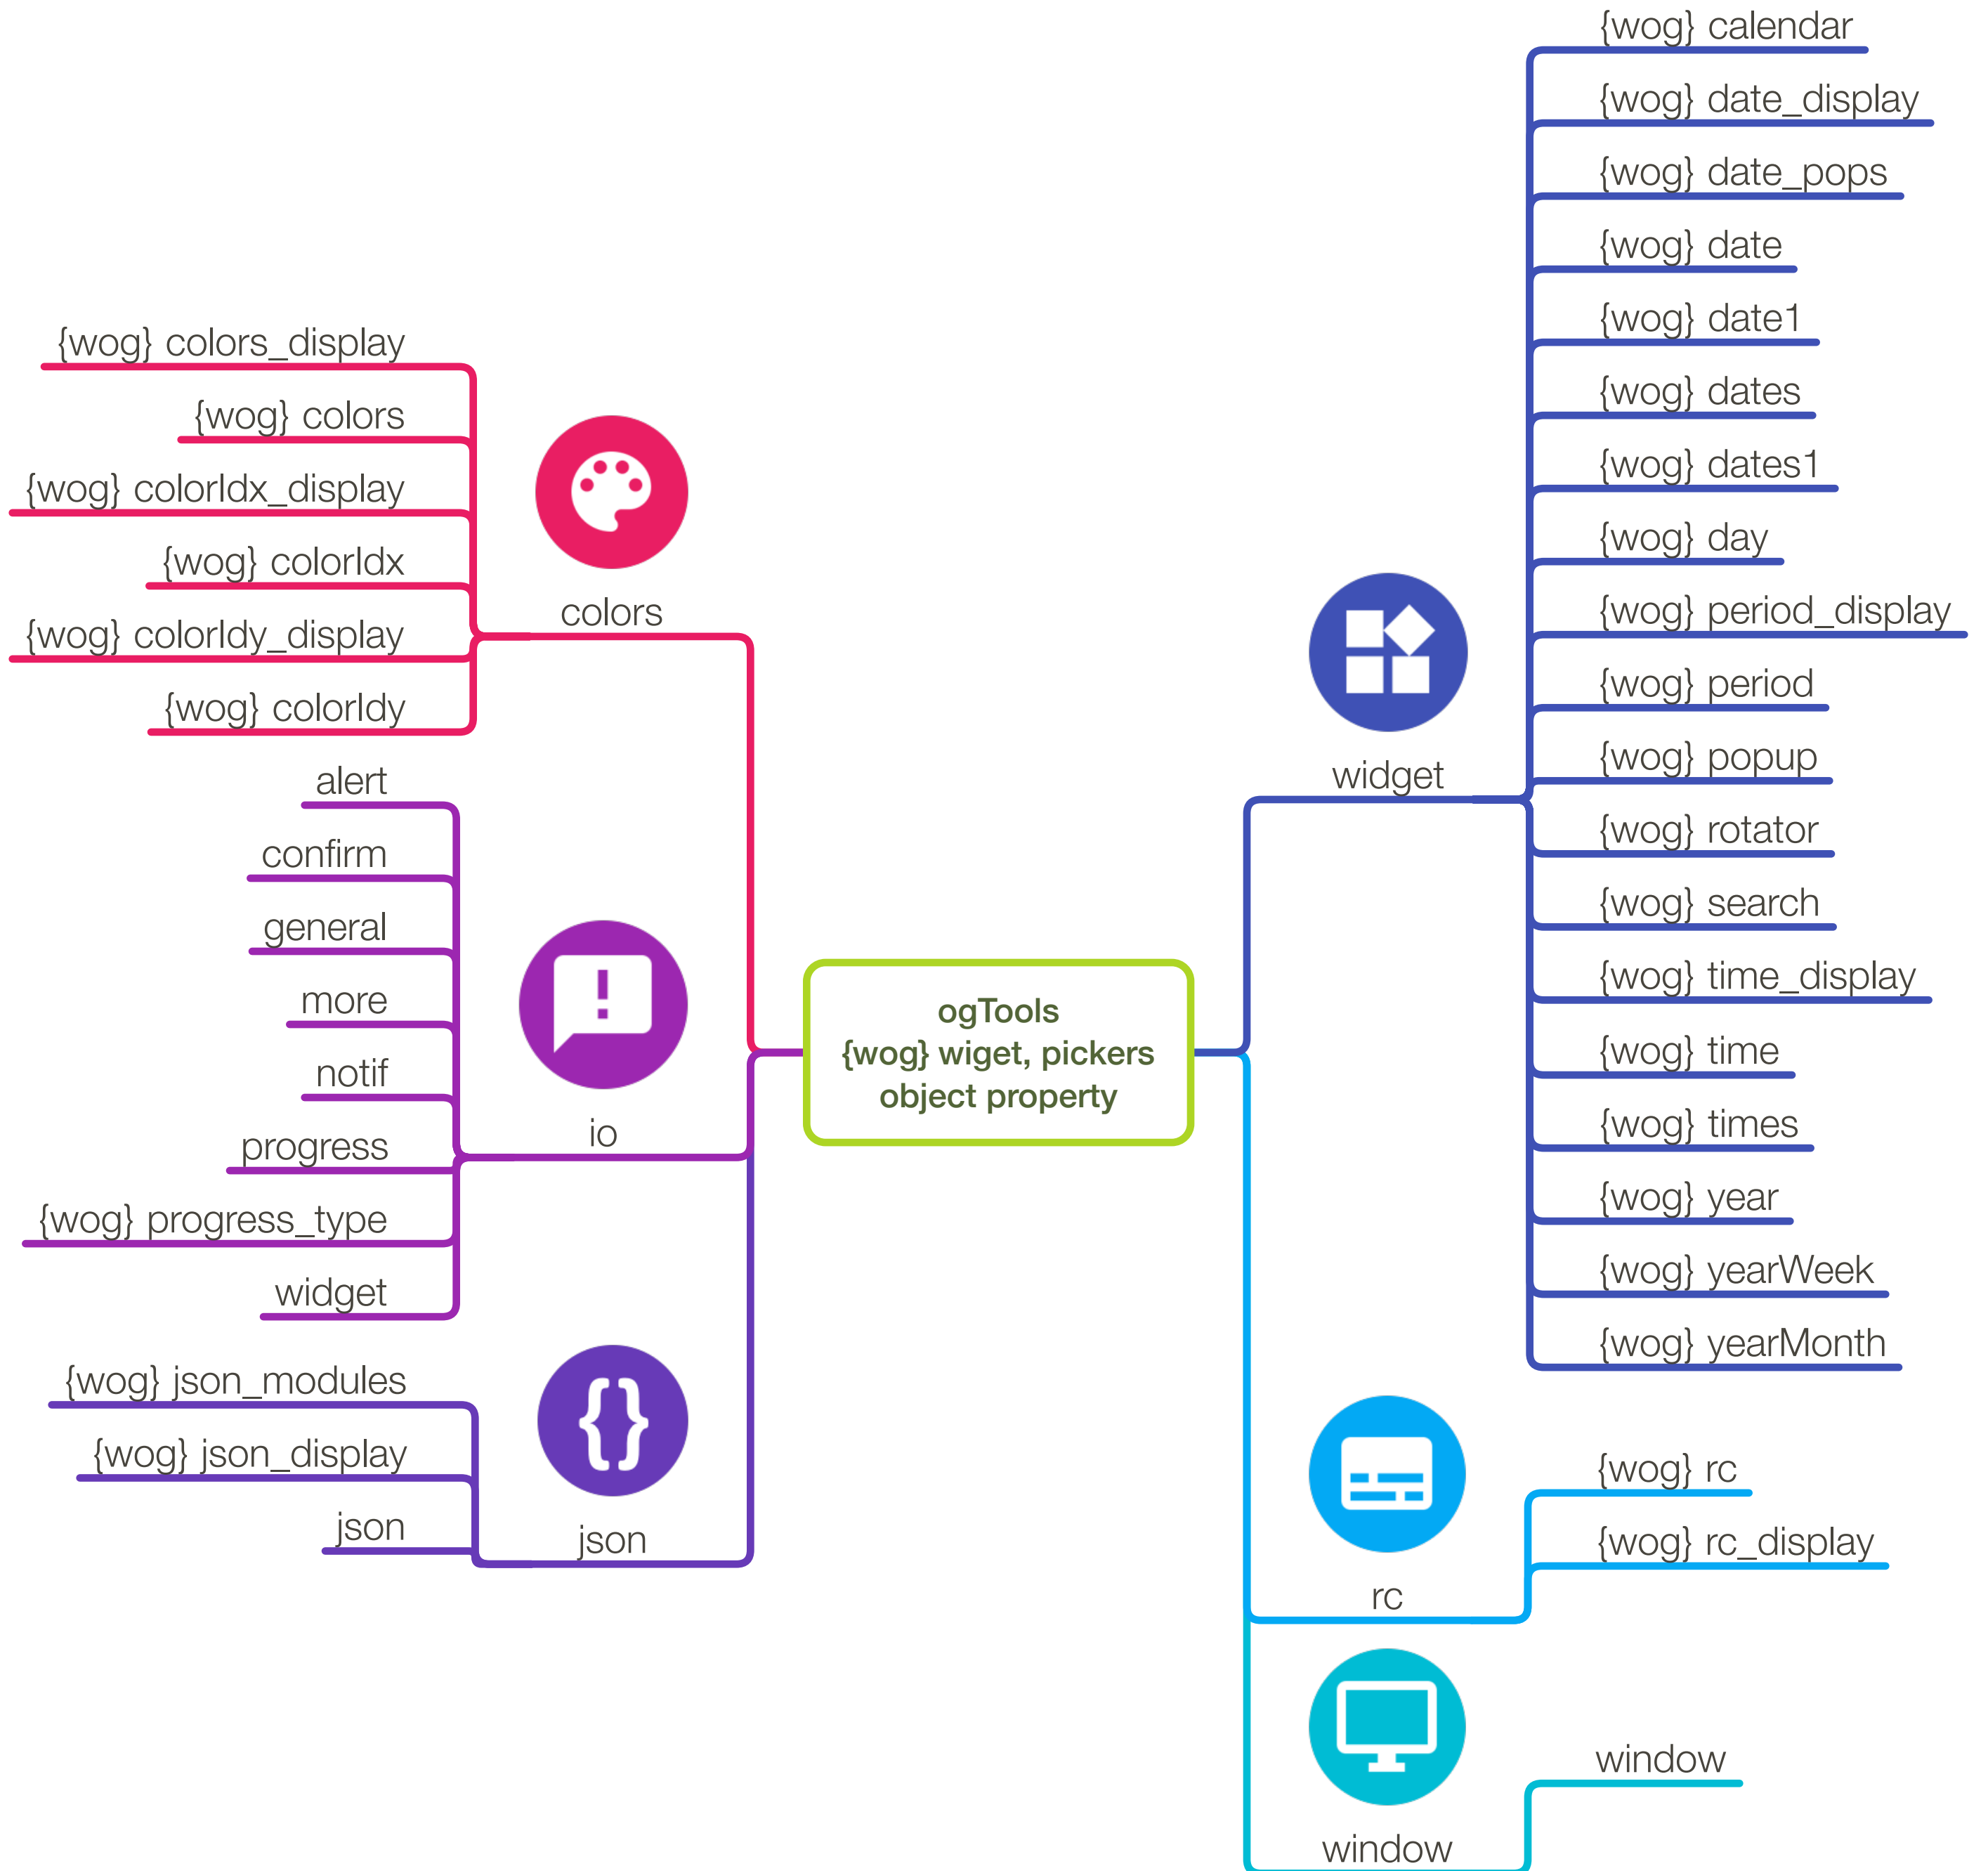 {wog} colors_display
{wog} colors
{wog} colorIdx_display
{wog} colorIdx
{wog} colorIdy_display
{wog} colorIdy
colors
alert
confirm
general
more
notif
progress
{wog} progress_type
widget
io
{wog} json_modules
{wog} json_display
json
json
ogTools
{wog} wiget, pickers
object property
widget
{wog} calendar
{wog} date_display
{wog} date_pops
{wog} date
{wog} date1
{wog} dates
{wog} dates1
{wog} day
{wog} period_display
{wog} period
{wog} popup
{wog} rotator
{wog} search
{wog} time_display
{wog} time
{wog} times
{wog} year
{wog} yearWeek
{wog} yearMonth
rc
{wog} rc
{wog} rc_display
window
window